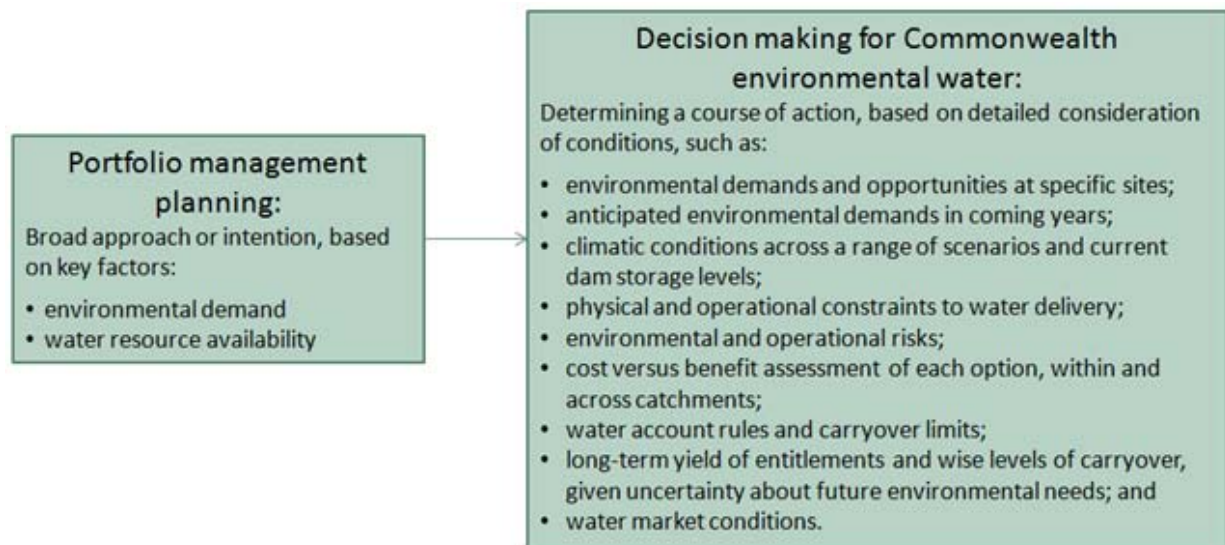 Portfolio management
planning:
Broad approach or intention, based
on key factors:
• environmental demand
• water resource availability
Decision making for Commonwealth
environmental water:
Determining a course of action, based on detailed consideration
of conditions, such as:
• environmental demands and opportunities at specific sites;
• anticipated environmental demands in coming years;
• climatic conditions across a range of scenarios and current
dam storage levels;
• physical and operational constraints to water delivery;
• environmental and operational risks;
• cost versus benefit assessment of each option, within and
across catchments;
• water account rules and carryover limits;
• long-term yield of entitlements and wise levels of carryover,
given uncertainty about future environmental needs; and
• water market conditions.